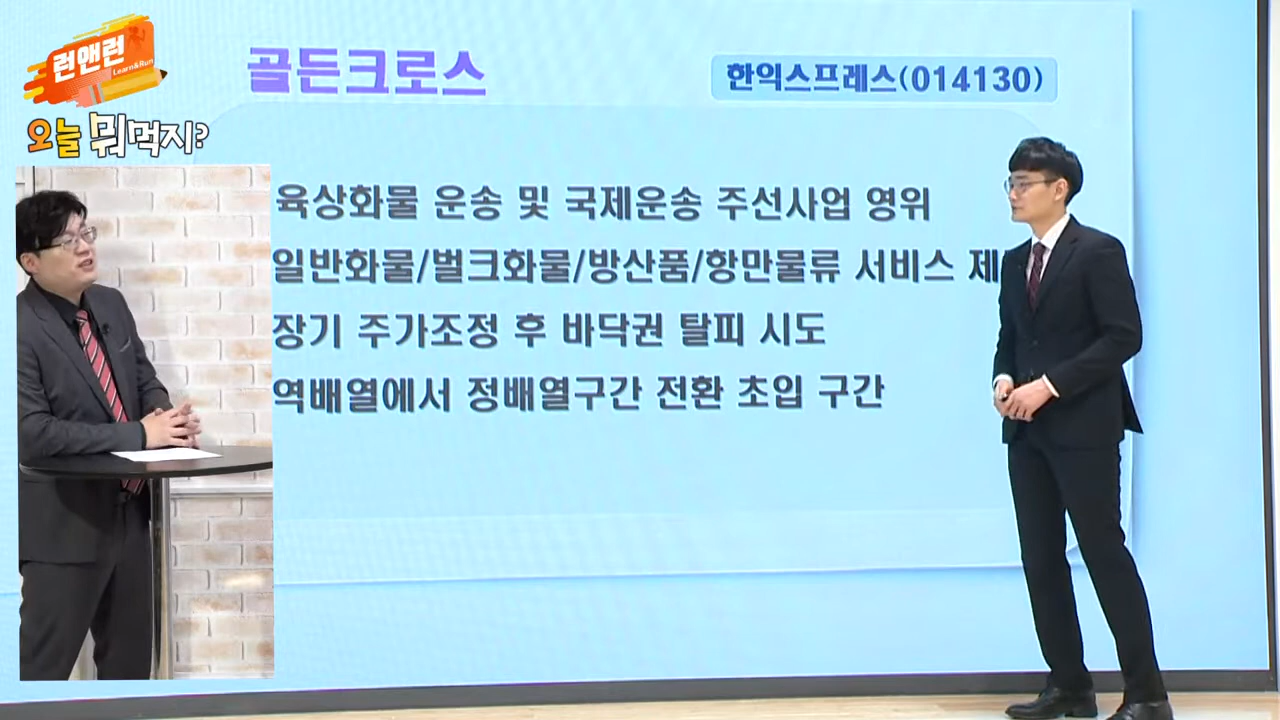 런앤런
Learn&Run
오늘 뭐먹지?
골든크로스
한익스프레스(014130)
육상화물 운송 및 국제운송 주선사업 영위
일반화물/벌크화물/방산품/항만물류 서비스 제
장기 주가조정 후 바닥권 탈피 시도
역배열에서 정배열구간 전환 초입 구간